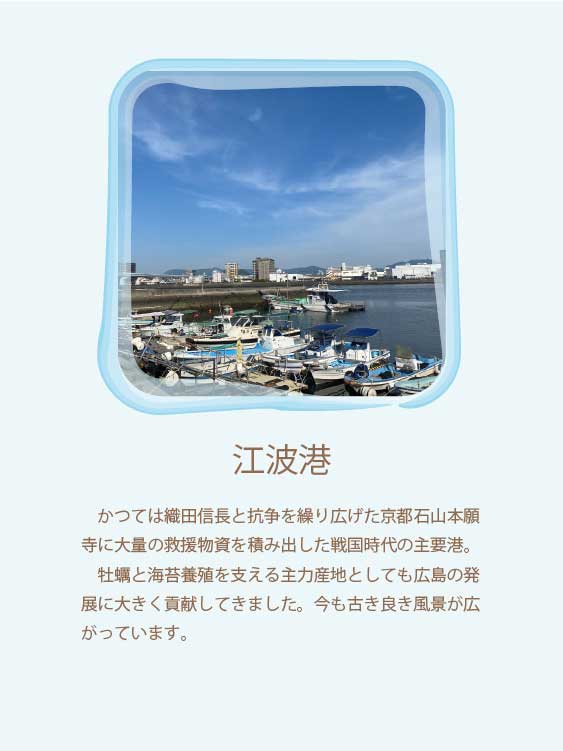 江波港
　かつては織田信長と抗争を繰り広げた京都石山本願
寺に大量の救援物資を積み出した戦国時代の主要港。
　牡蠣と海苔養殖を支える主力産地としても広島の発
展に大きく貢献してきました。今も古き良き風景が広
がっています。